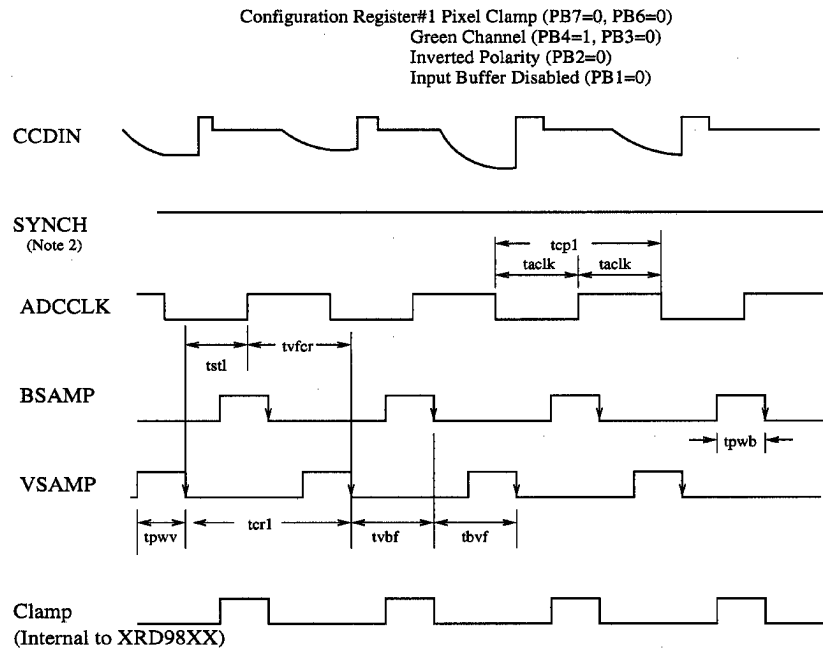 Configuration Register#1 Pixel Clamp (PB7=0, PB6=0)
Green Channel (PB4=1, PB3=0)
Inverted Polarity (PB2=0)
Input Buffer Disabled (PB1=0)
CCDIN
SYNCH
(Note 2)
tcp1
taclk taclk
ADCCLK
tstl tvfcr
BSAMP
tpwb
VSAMP
tpwv tcr1 tvbf tbvf
Clamp
(Internal to XRD98XX)